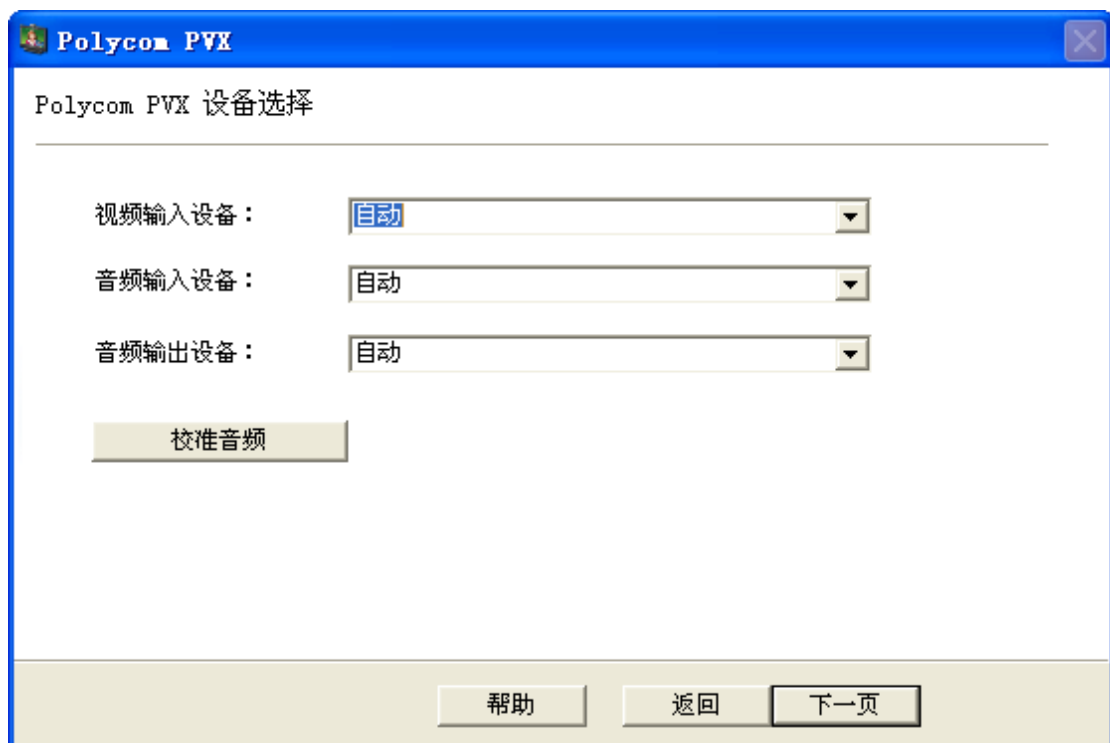 Polycom PVX
Polycom PVX 设备选择
视频输入设备： 自动
音频输入设备： 自动
音频输出设备： 自动
校准音频
帮助 返回 下一页